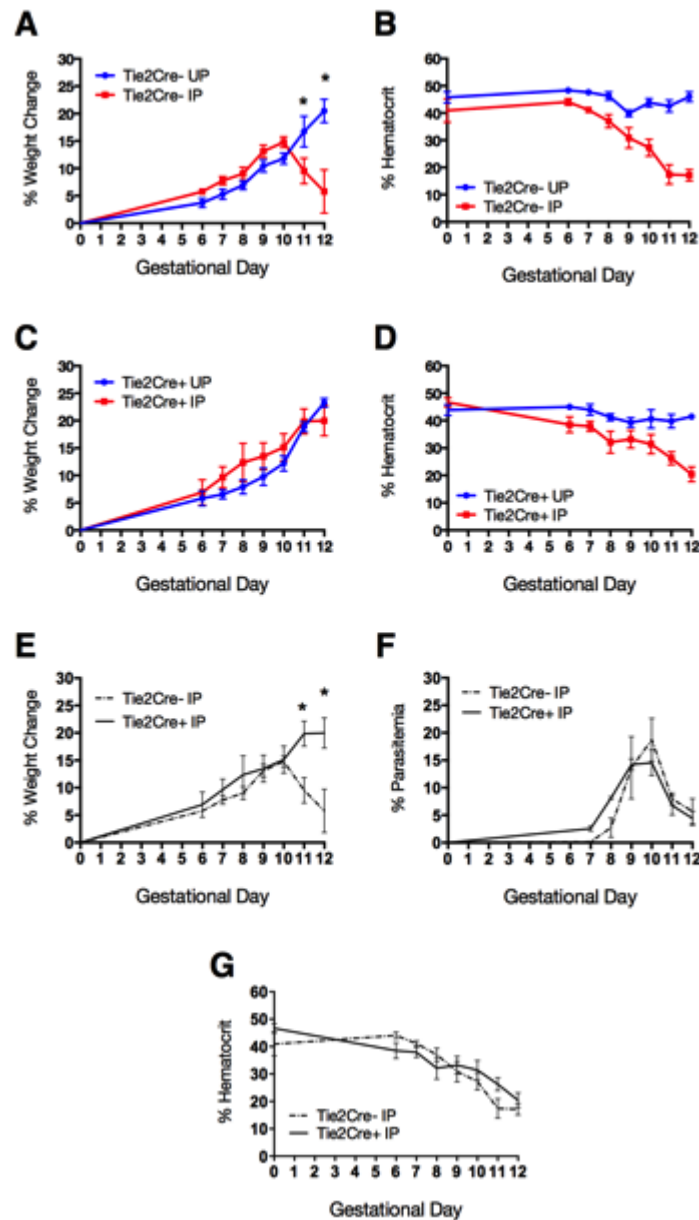 A
% Weight Change
30
25
20
15
10
5
0
Tie2Cre- UP
Tie2Cre- IP
*
*
0 1 2 3 4 5 6 7 8 9 10 11 12
Gestational Day
B
% Hematocrit
60
50
40
30
20
10
0
Tie2Cre- UP
Tie2Cre- IP
0 1 2 3 4 5 6 7 8 9 10 11 12
Gestational Day
C
% Weight Change
30
25
20
15
10
5
0
Tie2Cre+ UP
Tie2Cre+ IP
0 1 2 3 4 5 6 7 8 9 10 11 12
Gestational Day
D
% Hematocrit
60
50
40
30
20
10
0
Tie2Cre+ UP
Tie2Cre+ IP
0 1 2 3 4 5 6 7 8 9 10 11 12
Gestational Day
E
% Weight Change
30
25
20
15
10
5
0
Tie2Cre- IP
Tie2Cre+ IP
*
*
0 1 2 3 4 5 6 7 8 9 10 11 12
Gestational Day
F
% Parasitemia
30
25
20
15
10
5
0
Tie2Cre- IP
Tie2Cre+ IP
0 1 2 3 4 5 6 7 8 9 10 11 12
Gestational Day
G
% Hematocrit
60
50
40
30
20
10
0
Tie2Cre- IP
Tie2Cre+ IP
0 1 2 3 4 5 6 7 8 9 10 11 12
Gestational Day